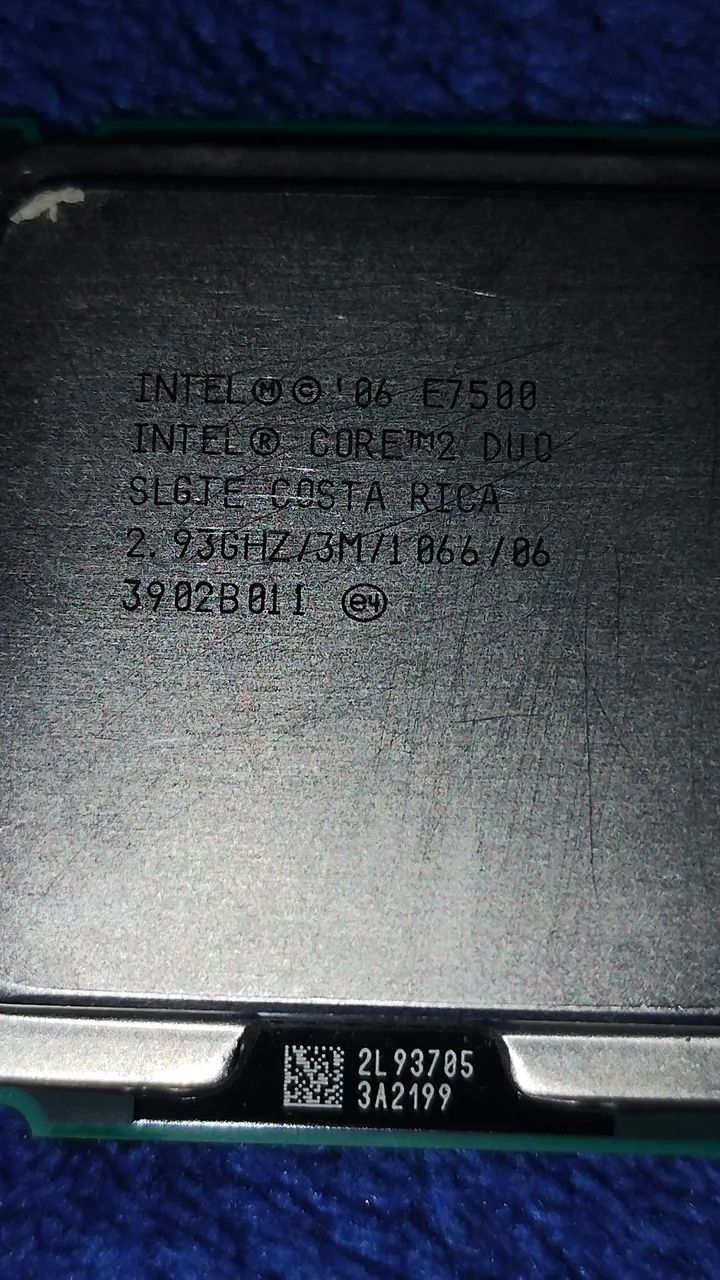 INTEL Ⓜ © '06 E7500
INTEL® CORE™2 DUO
SLGTE COSTA RICA
2.93GHZ/3M/1066/06
3902B011 e4
2L93705
3A2199